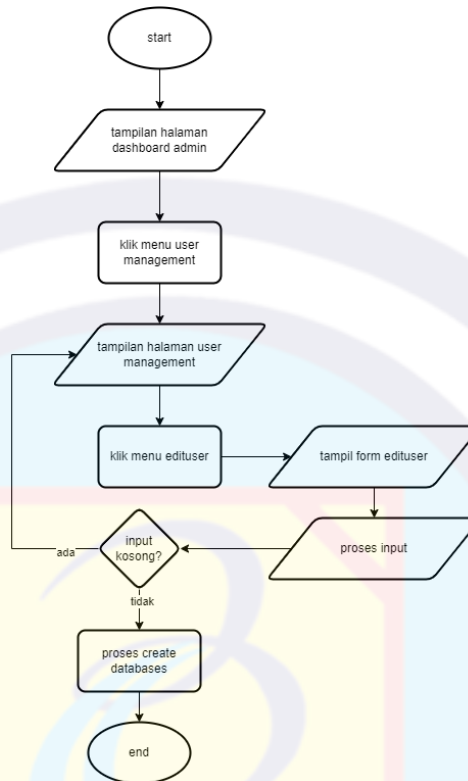 start
tampilan halaman
dashboard admin
klik menu user
management
tampilan halaman user
management
klik menu edituser
tampil form edituser
proses input
input
kosong?
ada
tidak
proses create
databases
end